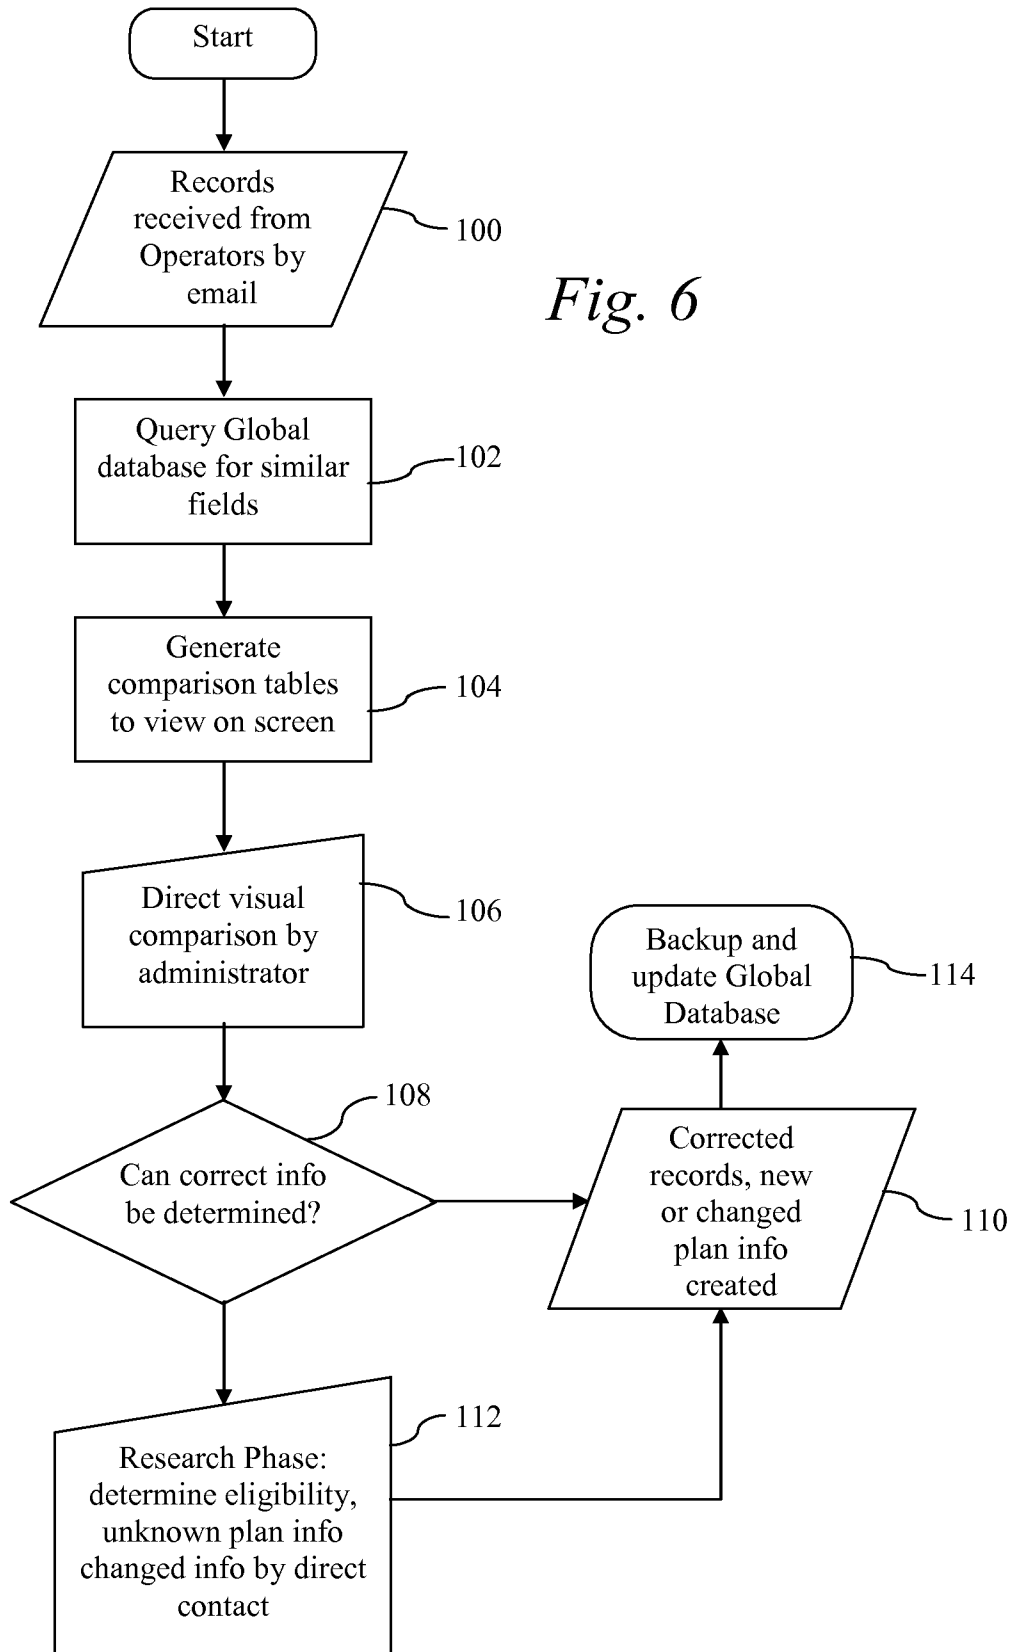 Start
Records
received from
Operators by
email
100
Fig. 6
Query Global
database for similar
fields
102
Generate
comparison tables
to view on screen
104
Direct visual
comparison by
administrator
106
Backup and
update Global
Database
114
108
Can correct info
be determined?
Corrected
records, new
or changed
plan info
created
110
112
Research Phase:
determine eligibility,
unknown plan info
changed info by direct
contact